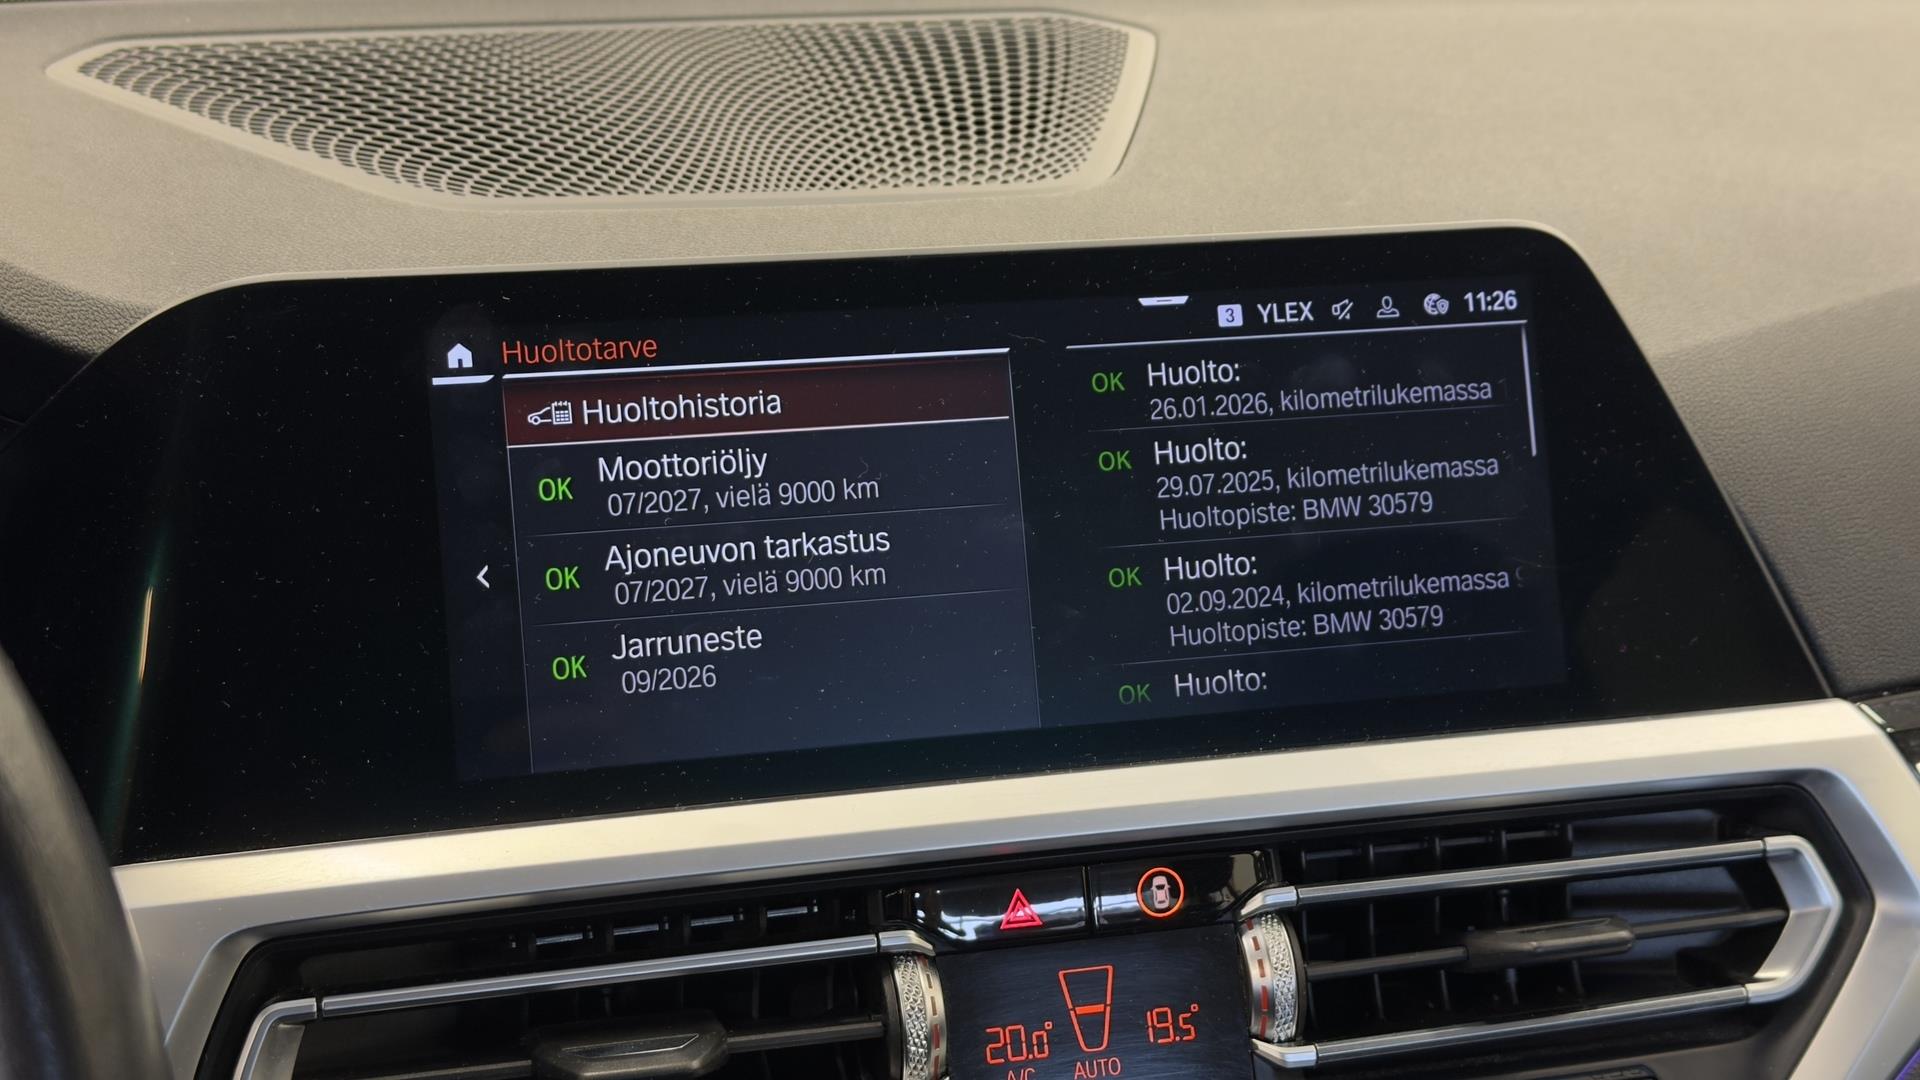 3 YLEX 11:26
Huoltotarve
Huoltohistoria
OK Moottoriöljy
07/2027, vielä 9000 km
OK Ajoneuvon tarkastus
07/2027, vielä 9000 km
OK Jarruneste
09/2026
OK Huolto:
26.01.2026, kilometrilukemassa
OK Huolto:
29.07.2025, kilometrilukemassa
Huoltopiste: BMW 30579
OK Huolto:
02.09.2024, kilometrilukemassa
Huoltopiste: BMW 30579
OK Huolto:
20.0° 19.5°
A/C AUTO